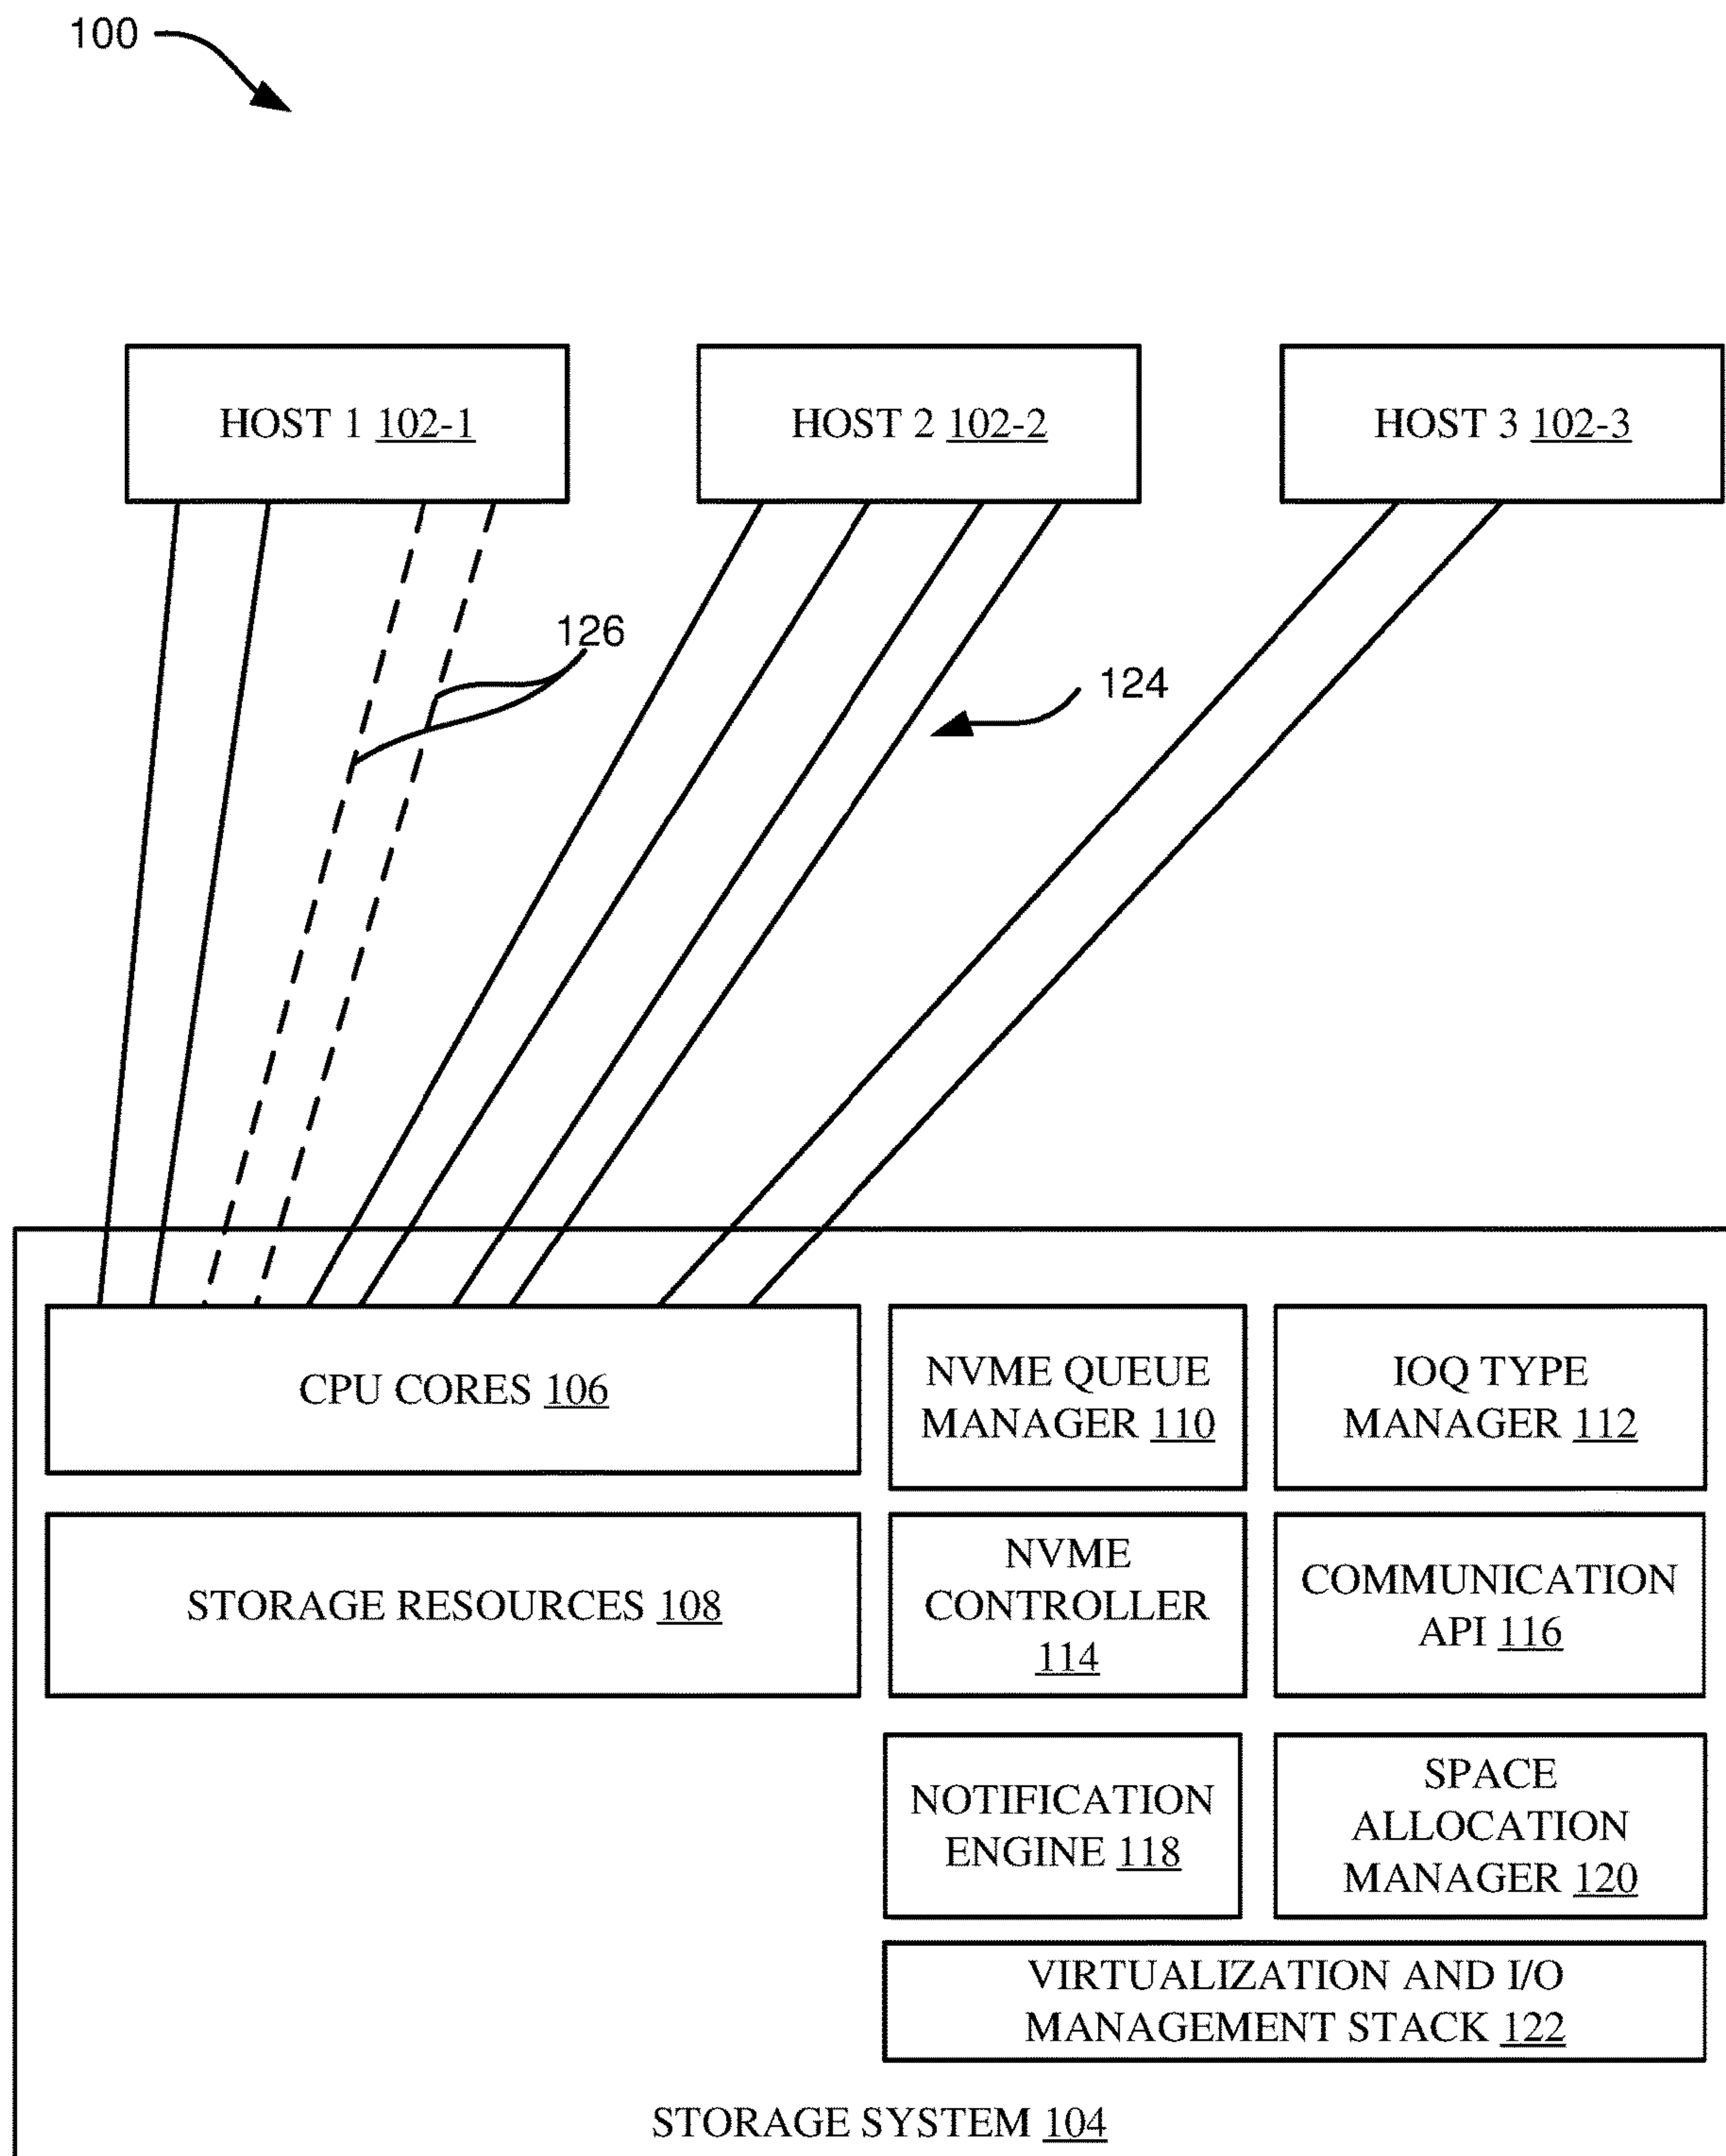 100
HOST 1 102-1
HOST 2 102-2
HOST 3 102-3
126
124
CPU CORES 106
NVME QUEUE
MANAGER 110
IOQ TYPE
MANAGER 112
STORAGE RESOURCES 108
NVME
CONTROLLER
114
COMMUNICATION
API 116
NOTIFICATION
ENGINE 118
SPACE
ALLOCATION
MANAGER 120
VIRTUALIZATION AND I/O
MANAGEMENT STACK 122
STORAGE SYSTEM 104